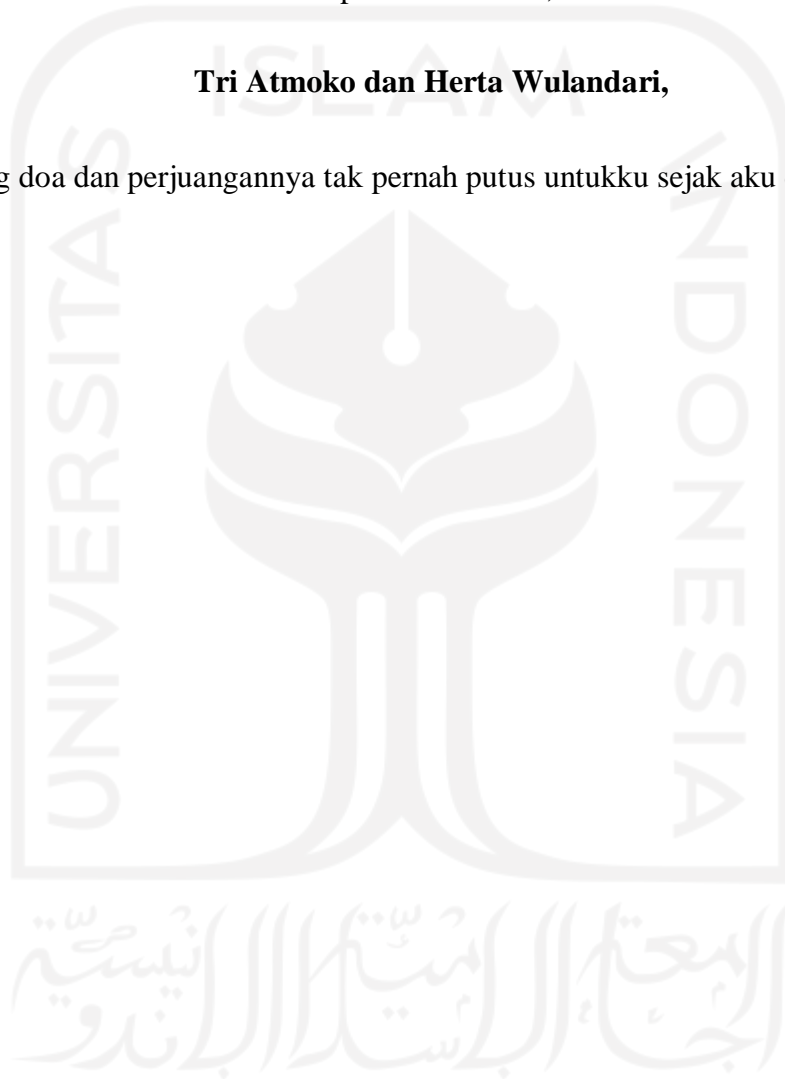 Tri Atmoko dan Herta Wulandari,
doa dan perjuangannya tak pernah putus untukku sejak aku
ISLAM
UNIVERSITAS
INDONESIA